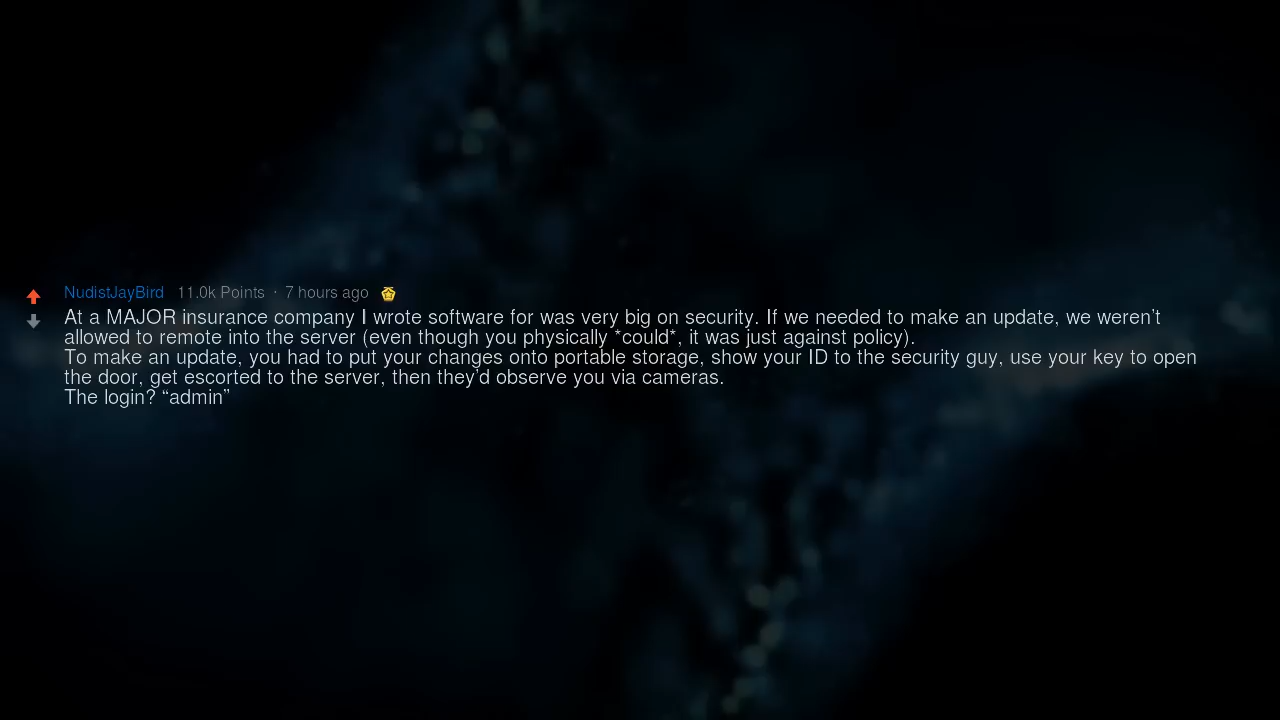 NudistJayBird 11.0k Points · 7 hours ago
At a MAJOR insurance company I wrote software for was very big on security. If we needed to make an update, we weren’t
allowed to remote into the server (even though you physically *could*, it was just against policy).
To make an update, you had to put your changes onto portable storage, show your ID to the security guy, use your key to open
the door, get escorted to the server, then they’d observe you via cameras.
The login? “admin”